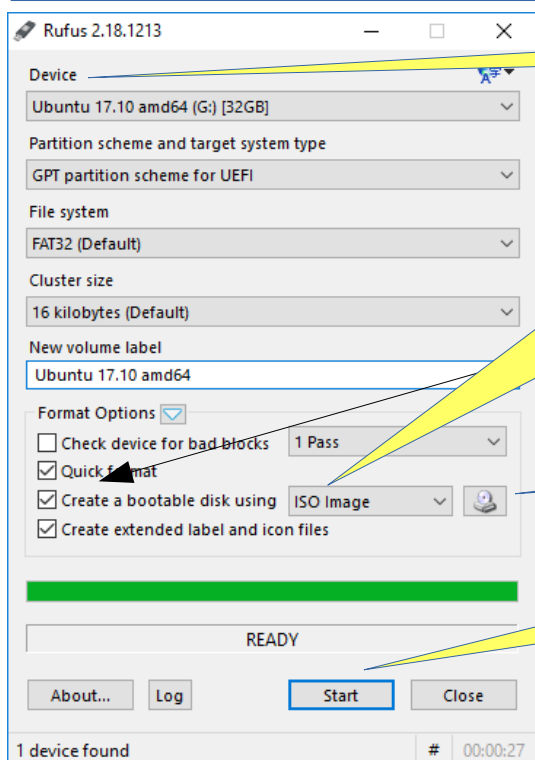 Rufus 2.18.1213
Device
Ubuntu 17.10 amd64 (G:) [32GB]
Partition scheme and target system type
GPT partition scheme for UEFI
File system
FAT32 (Default)
Cluster size
16 kilobytes (Default)
New volume label
Ubuntu 17.10 amd64
Format Options
Check device for bad blocks 1 Pass
Quick format
Create a bootable disk using ISO Image
Create extended label and icon files
READY
About... Log Start Close
1 device found # 00:00:27